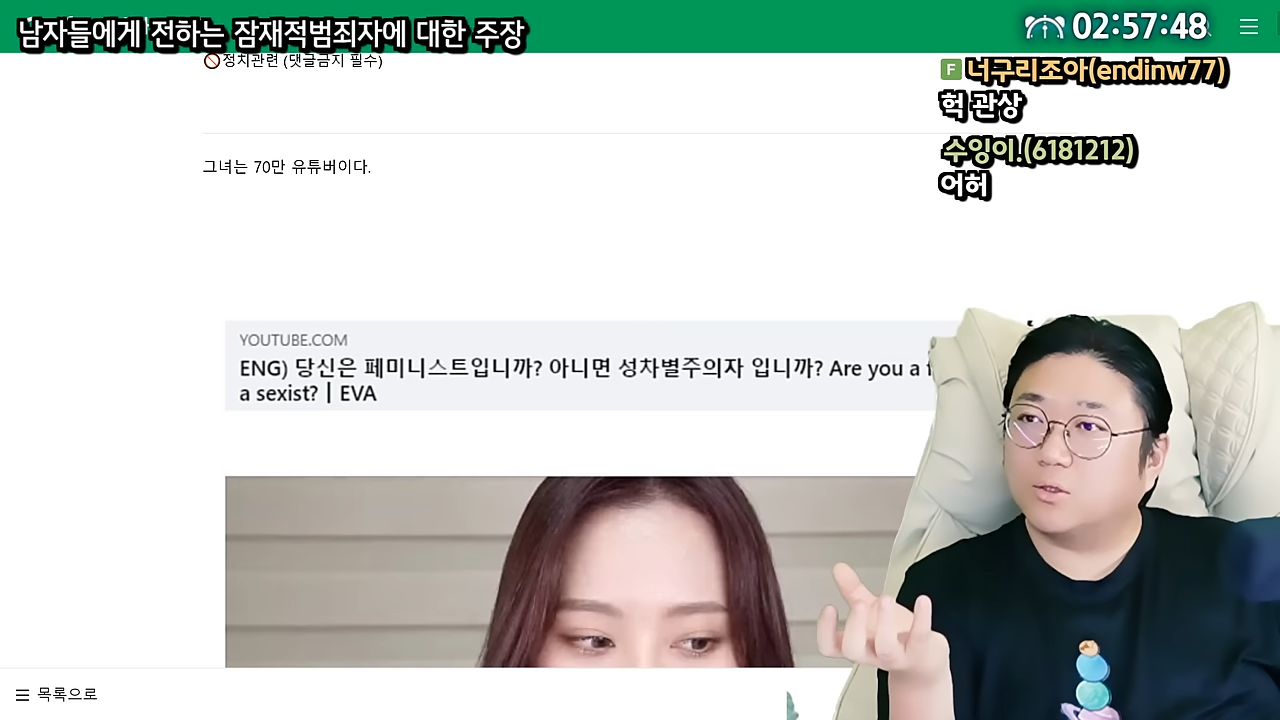 남자들에게 전하는 잠재적범죄자에 대한 주장
02:57:48
🚫정치관련 (댓글금지 필수)
F 너구리조아(endinw77)
헉 관상
수잉이.(6181212)
어허
그녀는 70만 유튜버이다.
YOUTUBE.COM
ENG) 당신은 페미니스트입니까? 아니면 성차별주의자 입니까? Are you a f
a sexist? | EVA
목록으로